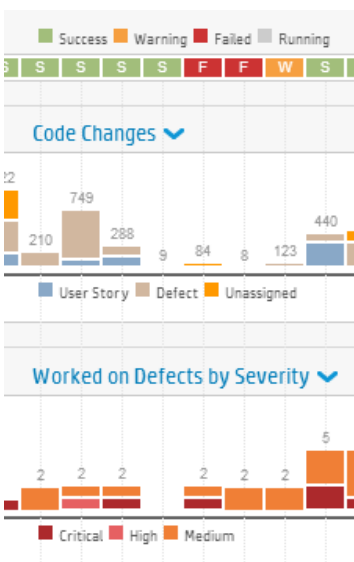 Success Warning Failed Running
S S S S S F F W S
Code Changes
22 210 749 288 9 84 8 123 440
User Story Defect Unassigned
Worked on Defects by Severity
2 2 2 2 2 2 5
Critical High Medium